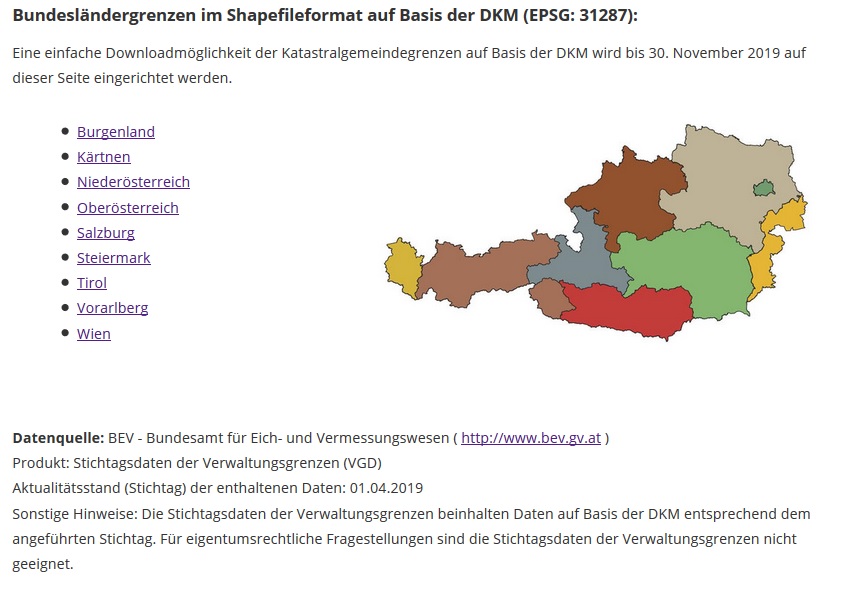 Bundesländergrenzen im Shapefileformat auf Basis der DKM (EPSG: 31287):
Eine einfache Downloadmöglichkeit der Katastralgemeindegrenzen auf Basis der DKM wird bis 30. November 2019 auf
dieser Seite eingerichtet werden.
Burgenland
Kärtnen
Niederösterreich
Oberösterreich
Salzburg
Steiermark
Tirol
Vorarlberg
Wien
Datenquelle: BEV - Bundesamt für Eich- und Vermessungswesen ( http://www.bev.gv.at )
Produkt: Stichtagsdaten der Verwaltungsgrenzen (VGD)
Aktualitätsstand (Stichtag) der enthaltenen Daten: 01.04.2019
Sonstige Hinweise: Die Stichtagsdaten der Verwaltungsgrenzen beinhalten Daten auf Basis der DKM entsprechend dem
angeführten Stichtag. Für eigentumsrechtliche Fragestellungen sind die Stichtagsdaten der Verwaltungsgrenzen nicht
geeignet.